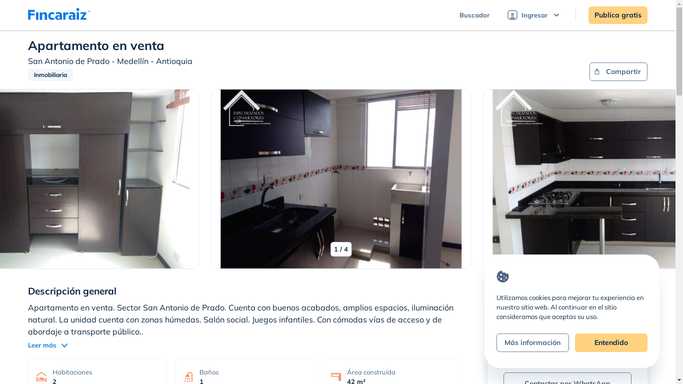 Fincaraiz
Buscador
Ingresar
Publica gratis
Apartamento en venta
San Antonio de Prado - Medellín - Antioquia
Inmobiliaria
Compartir
1 / 4
Descripción general
Apartamento en venta. Sector San Antonio de Prado. Cuenta con buenos acabados, amplios espacios, iluminación
natural. La unidad cuenta con zonas húmedas. Salón social. Juegos infantiles. Con cómodas vías de acceso y de
abordaje a transporte público..
Leer más
Habitaciones
2
Baños
1
Área construida
42 m²
Utilizamos cookies para mejorar tu experiencia en
nuestro sitio web. Al continuar en el sitio
consideramos que aceptas su uso.
Más información
Entendido
Contactar por WhatsApp